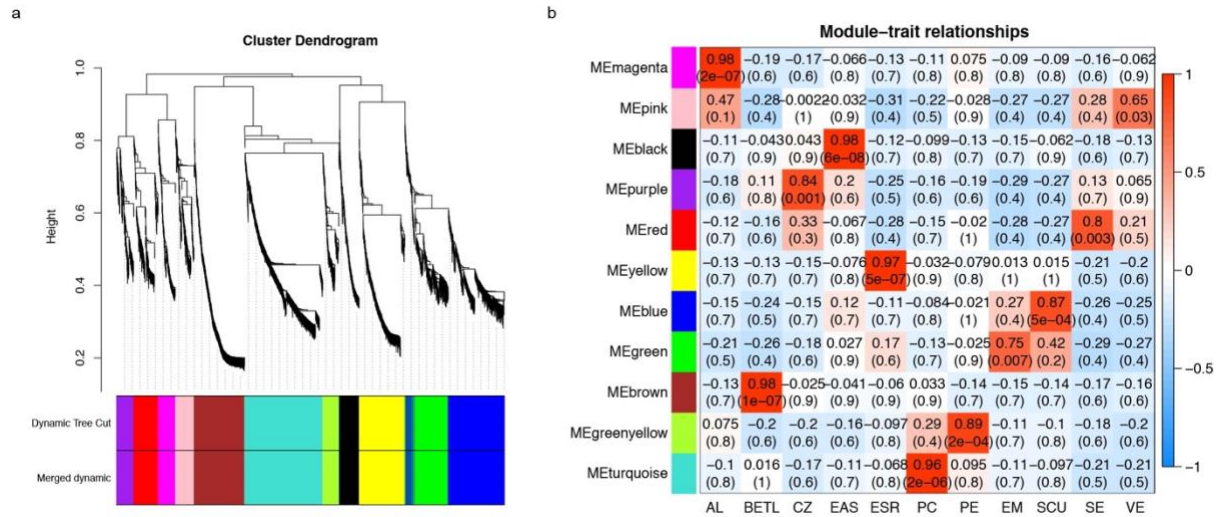 a
Cluster Dendrogram
Height
1.0
0.8
0.6
0.4
0.2
Dynamic Tree Cut
Merged dynamic
b
Module–trait relationships
MEmagenta
0.98 −0.19 −0.17 −0.066 −0.13 −0.11 0.075 −0.09 −0.09 −0.16 −0.062
(2e−07) (0.6) (0.6) (0.8) (0.7) (0.8) (0.8) (0.8) (0.8) (0.6) (0.9)
MEpink
0.47 −0.28 −0.0022 −0.032 −0.31 −0.22 −0.028 −0.27 −0.27 0.28 0.65
(0.1) (0.4) (1) (0.9) (0.4) (0.5) (0.9) (0.4) (0.4) (0.4) (0.03)
MEblack
−0.11 −0.043 0.043 0.98 −0.12 −0.099 −0.13 −0.15 −0.062 −0.18 −0.13
(0.7) (0.9) (0.9) (6e−08) (0.7) (0.8) (0.7) (0.7) (0.9) (0.6) (0.7)
MEpurple
−0.18 0.11 0.84 0.2 −0.25 −0.16 −0.19 −0.29 −0.27 0.13 0.065
(0.6) (0.8) (0.001) (0.6) (0.5) (0.6) (0.6) (0.4) (0.4) (0.7) (0.9)
MEred
−0.12 −0.16 0.33 −0.067 −0.28 −0.15 −0.02 −0.28 −0.27 0.8 0.21
(0.7) (0.6) (0.3) (0.8) (0.4) (0.7) (1) (0.4) (0.4) (0.003) (0.5)
MEyellow
−0.13 −0.13 −0.15 −0.076 0.97 −0.032 −0.079 0.013 0.015 −0.21 −0.2
(0.7) (0.7) (0.7) (0.8) (5e−07) (0.9) (0.8) (1) (1) (0.5) (0.6)
MEblue
−0.15 −0.24 −0.15 0.12 −0.11 −0.084 −0.021 0.27 0.87 −0.26 −0.25
(0.7) (0.5) (0.7) (0.7) (0.7) (0.8) (1) (0.4) (5e−04) (0.4) (0.5)
MEgreen
−0.21 −0.26 −0.18 0.027 0.17 −0.13 −0.025 0.75 0.42 −0.29 −0.27
(0.5) (0.4) (0.6) (0.9) (0.6) (0.7) (0.9) (0.007) (0.2) (0.4) (0.4)
MEbrown
−0.13 0.98 −0.025 −0.041 −0.06 0.033 −0.14 −0.15 −0.14 −0.17 −0.16
(0.7) (1e−07) (0.9) (0.9) (0.9) (0.9) (0.7) (0.7) (0.7) (0.6) (0.6)
MEgreenyellow
0.075 −0.2 −0.2 −0.16 −0.097 0.29 0.89 −0.11 −0.1 −0.18 −0.2
(0.8) (0.6) (0.6) (0.6) (0.8) (0.4) (2e−04) (0.7) (0.8) (0.6) (0.6)
MEturquoise
−0.1 0.016 −0.17 −0.11 −0.068 0.96 0.095 −0.11 −0.097 −0.21 −0.21
(0.8) (1) (0.6) (0.7) (0.8) (2e−06) (0.8) (0.7) (0.8) (0.5) (0.5)
AL BETL CZ EAS ESR PC PE EM SCU SE VE
1
0.5
0
−0.5
−1